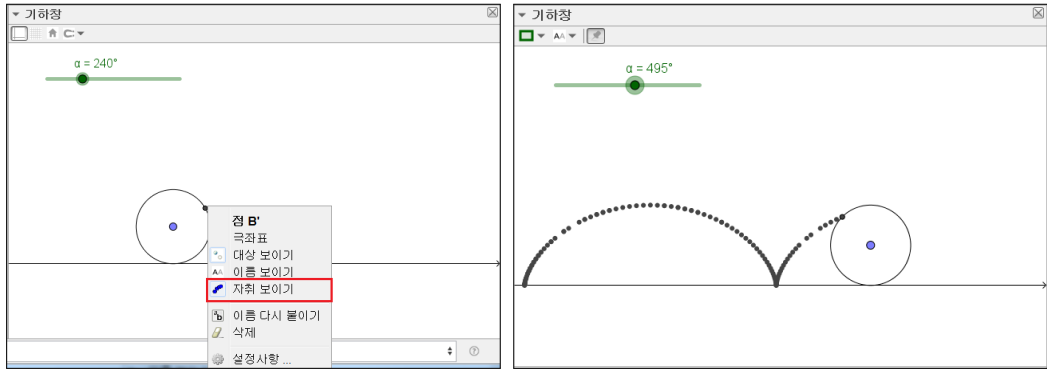 기하창
α = 240°
점 B'
극좌표
대상 보이기
AA 이름 보이기
자취 보이기
이름 다시 붙이기
삭제
설정사항 ...
기하창
AA
α = 495°